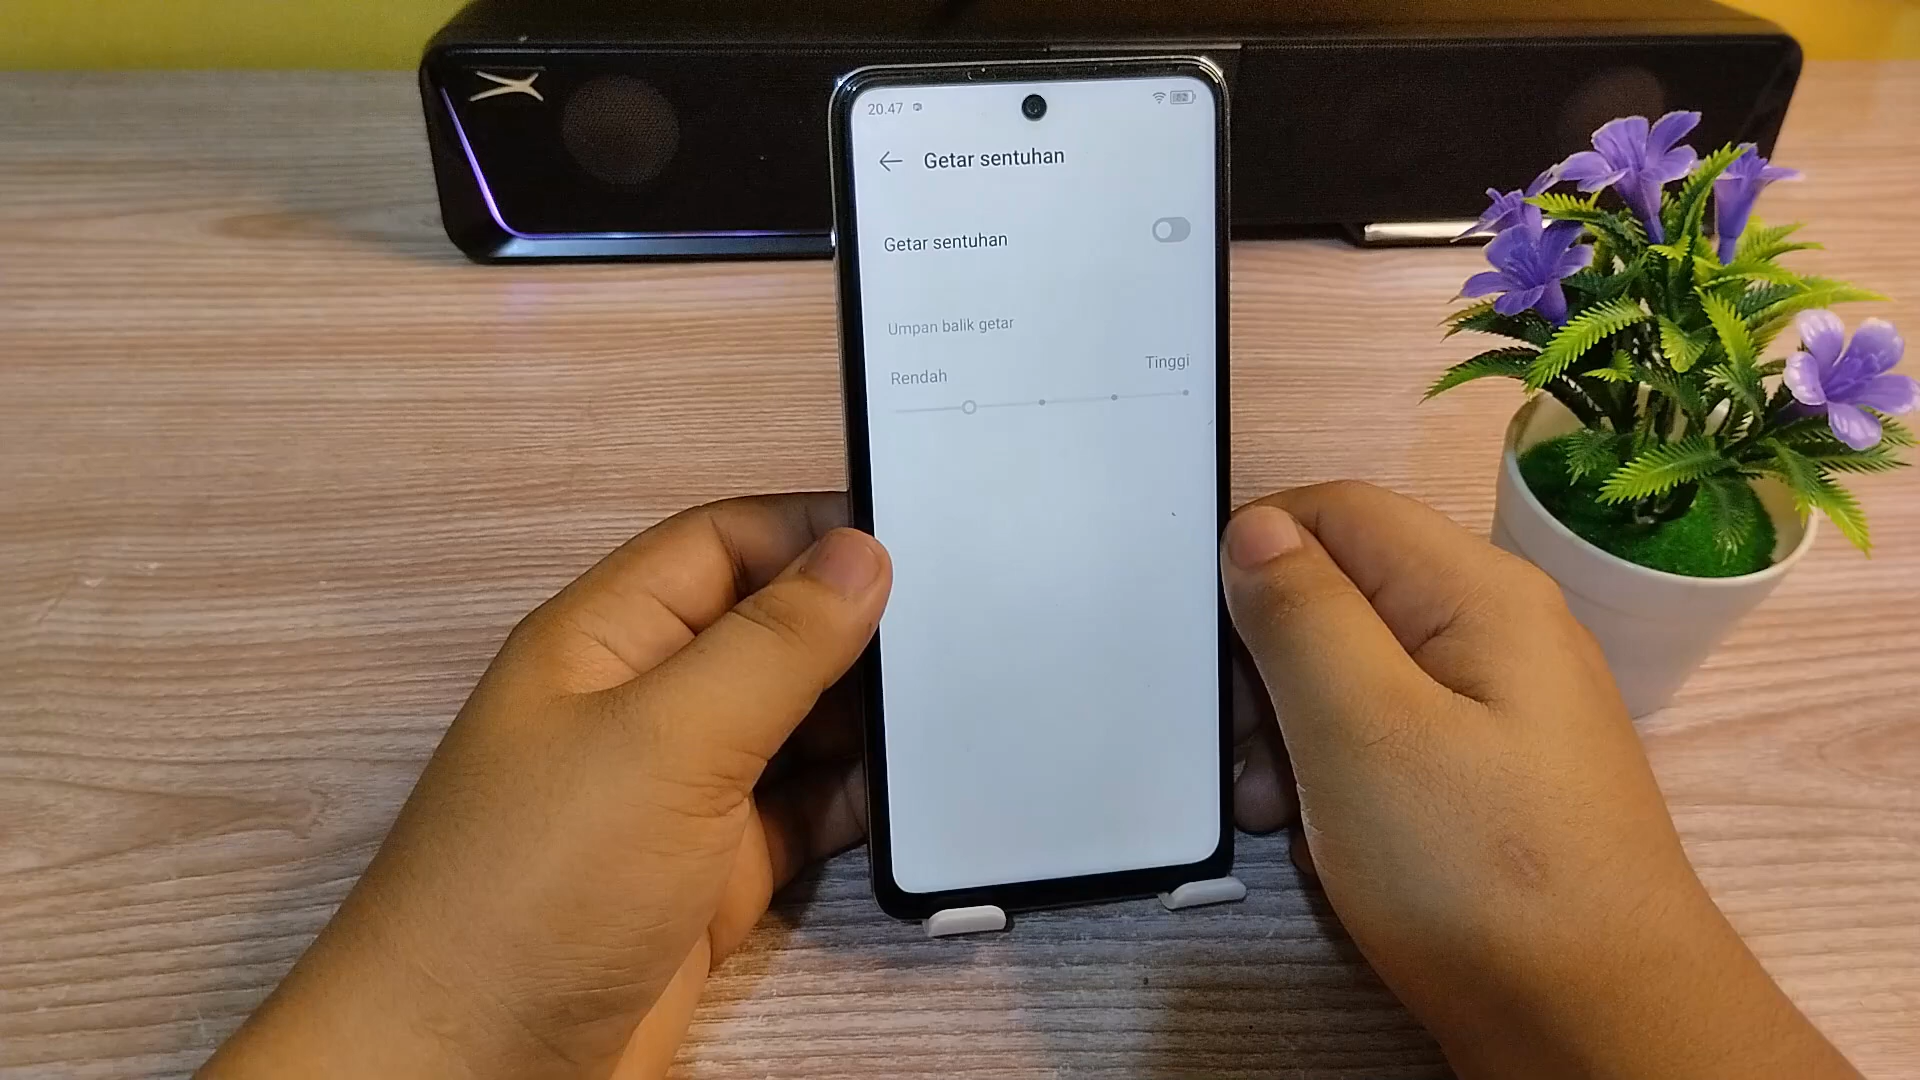 20.47
Getar sentuhan
Getar sentuhan
Umpan balik getar
Rendah
Tinggi